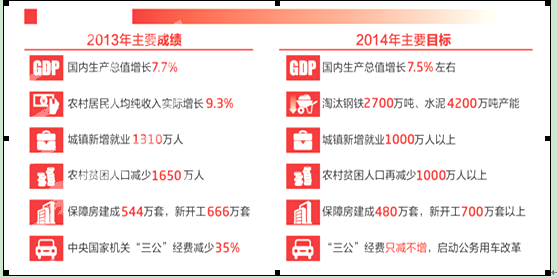 2013年主要成绩
GDP 国内生产总值增长7.7%
农村居民人均纯收入实际增长9.3%
城镇新增就业1310万人
农村贫困人口减少1650万人
保障房建成544万套，新开工666万套
中央国家机关“三公”经费减少35%
2014年主要目标
GDP 国内生产总值增长7.5%左右
淘汰钢铁2700万吨、水泥4200万吨产能
城镇新增就业1000万人以上
农村贫困人口再减少1000万人以上
保障房建成480万套，新开工700万套以上
“三公”经费只减不增，启动公务用车改革